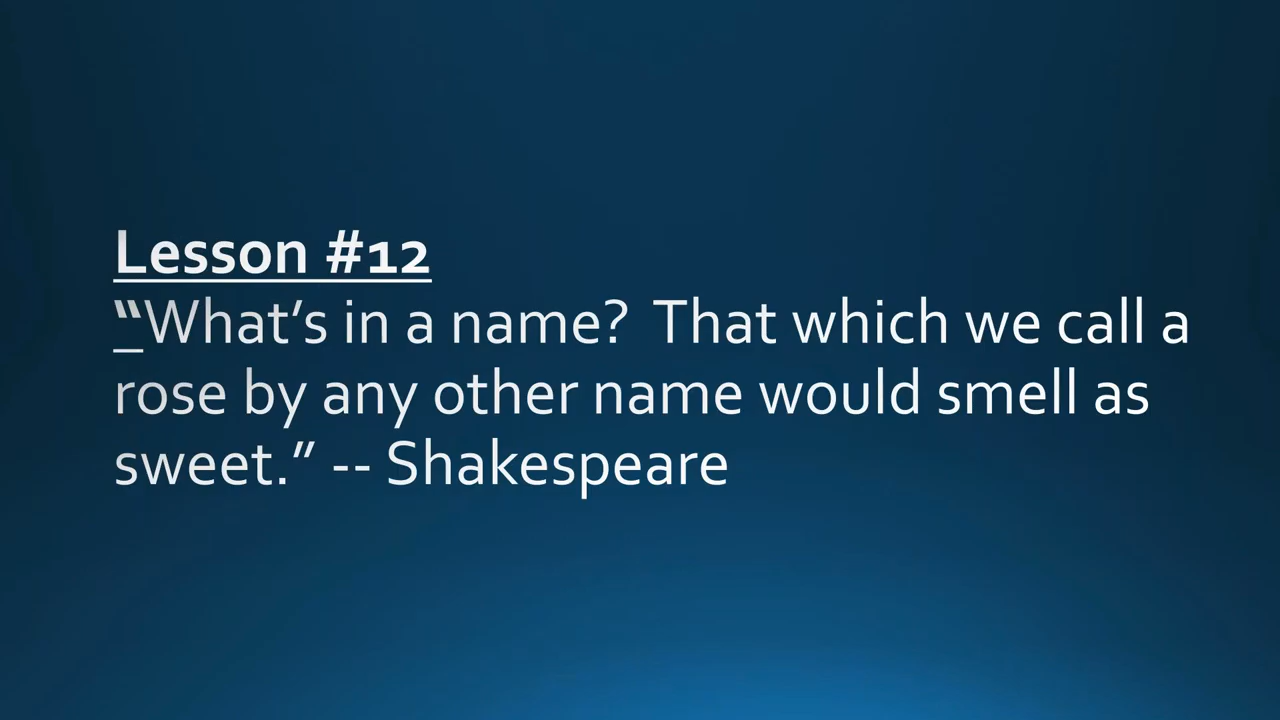 Lesson #12
“What’s in a name?  That which we call a
rose by any other name would smell as
sweet.” -- Shakespeare